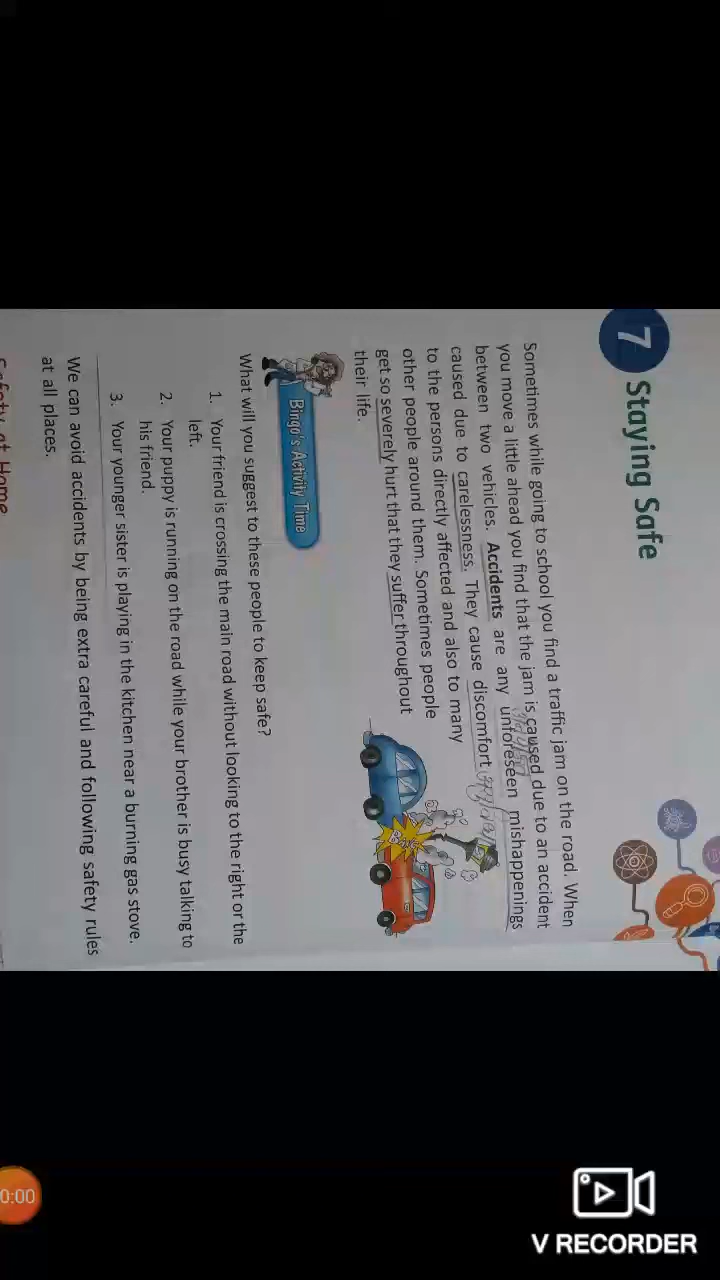 7 Staying Safe
Sometimes while going to school you find a traffic jam on the road. When
you move a little ahead you find that the jam is caused due to an accident
between two vehicles. Accidents are any unforeseen mishappenings
caused due to carelessness. They cause discomfort
to the persons directly affected and also to many
other people around them. Sometimes people
get so severely hurt that they suffer throughout
their life.
BANG
Bingo's Activity Time
What will you suggest to these people to keep safe?
1. Your friend is crossing the main road without looking to the right or the
left.
2. Your puppy is running on the road while your brother is busy talking to
his friend.
3. Your younger sister is playing in the kitchen near a burning gas stove.
We can avoid accidents by being extra careful and following safety rules
at all places.
Safety at Home
0:00
V RECORDER